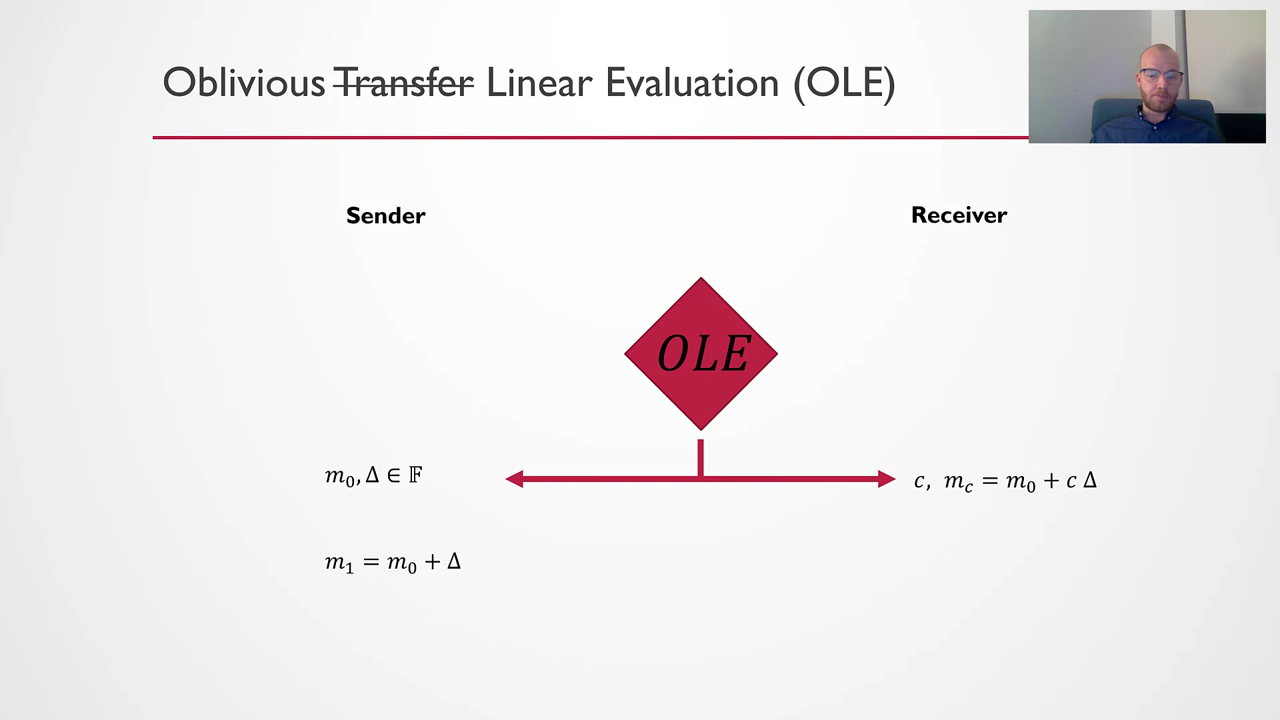 Oblivious Transfer Linear Evaluation (OLE)
Sender
Receiver
OLE
m₀, Δ ∈ 𝔽
c, m_c = m₀ + c Δ
m₁ = m₀ + Δ